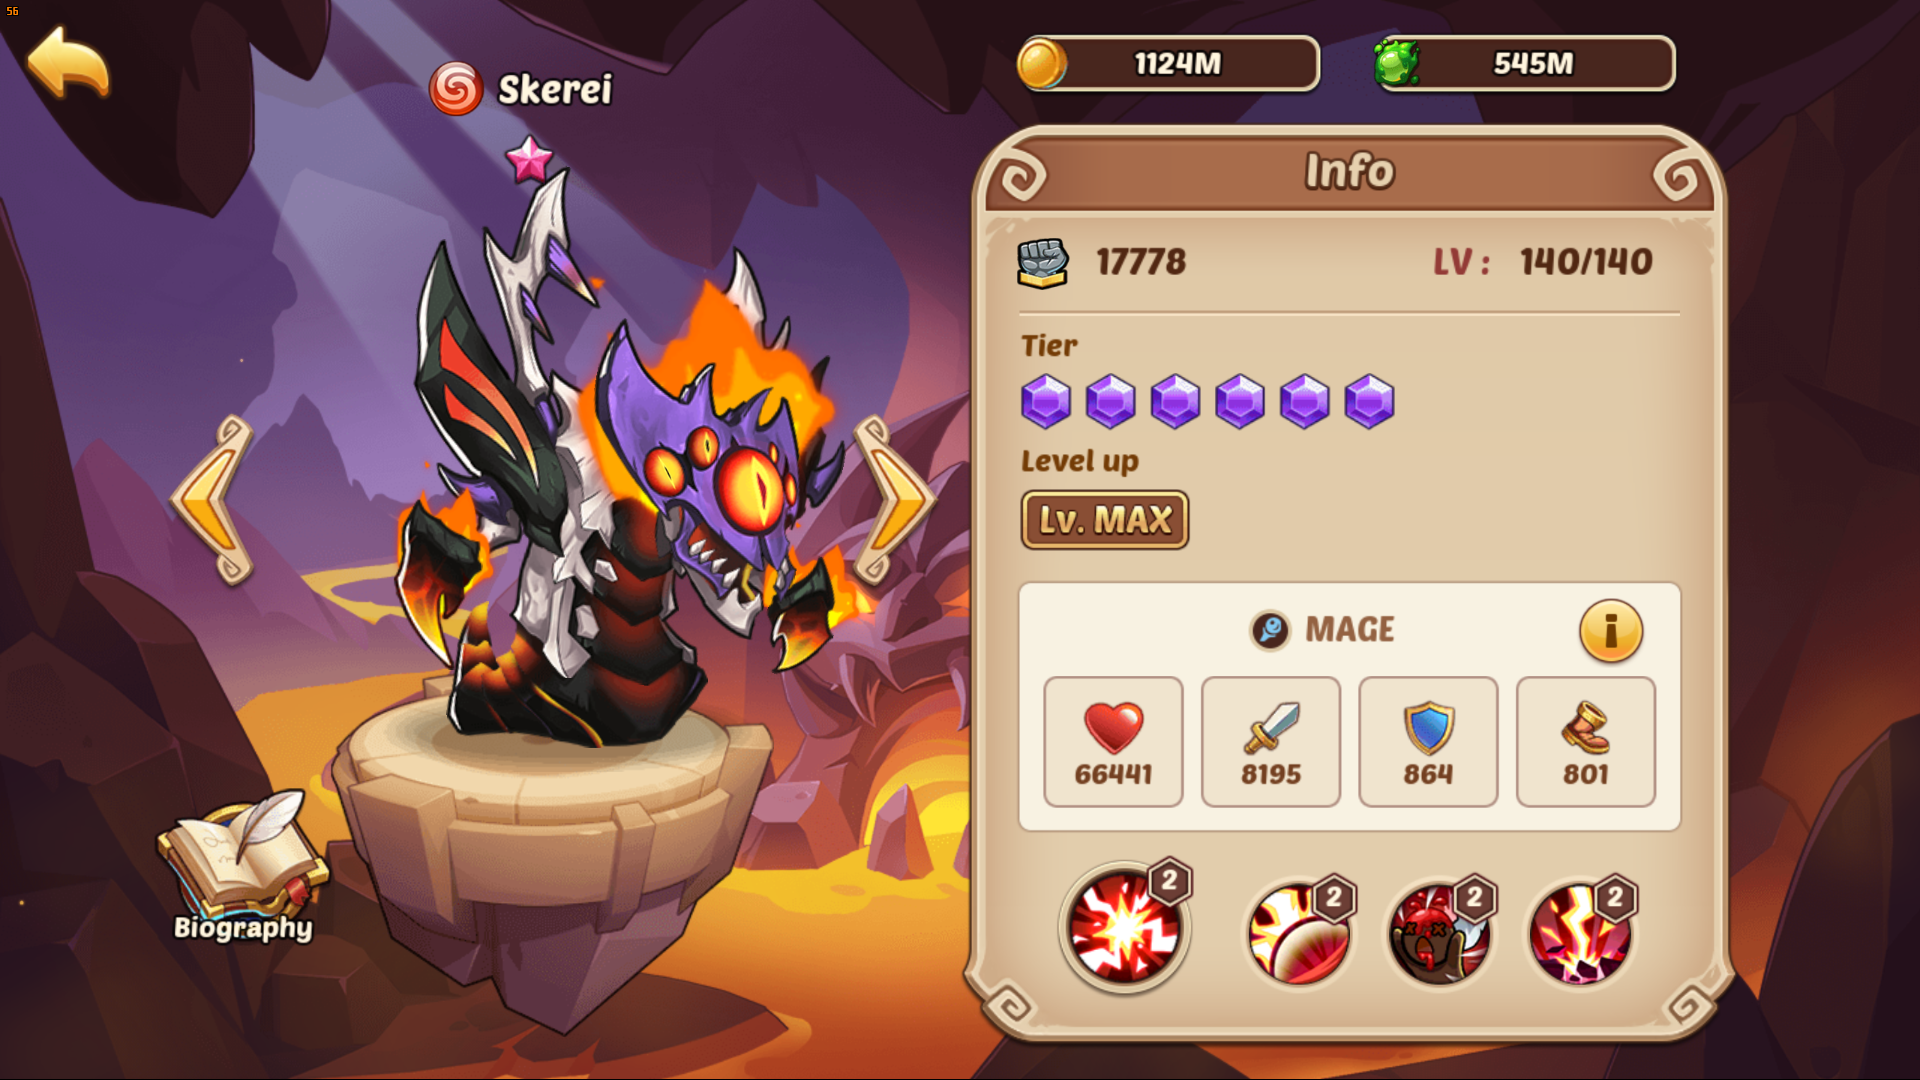 56
Skerei
1124M
545M
Info
17778
LV : 140/140
Tier
Level up
Lv. MAX
MAGE
66441
8195
864
801
2
2
2
2
Biography